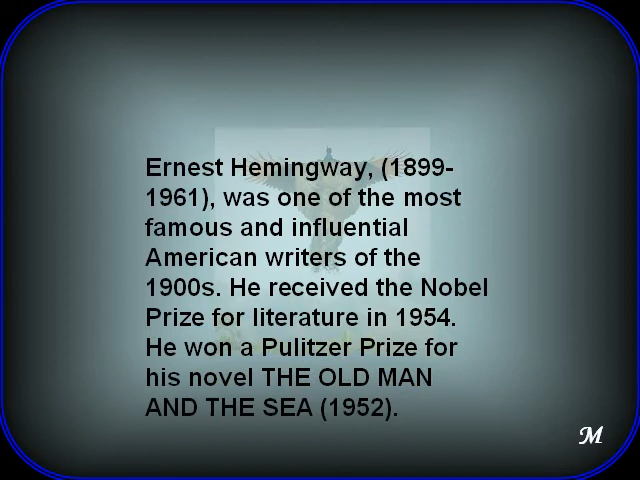 Ernest Hemingway, (1899-
1961), was one of the most
famous and influential
American writers of the
1900s. He received the Nobel
Prize for literature in 1954.
He won a Pulitzer Prize for
his novel THE OLD MAN
AND THE SEA (1952).
M